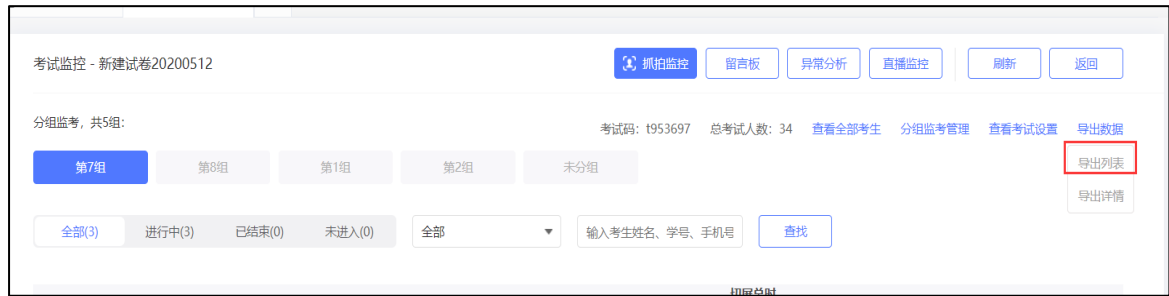 考试监控 - 新建试卷20200512 抓拍监控 留言板 异常分析 直播监控 刷新 返回
分组监考，共5组： 考试码：t953697 总考试人数：34 查看全部考生 分组监考管理 查看考试设置 导出数据
第7组 第8组 第1组 第2组 未分组 导出列表
导出详情
全部(3) 进行中(3) 已结束(0) 未进入(0) 全部 输入考生姓名、学号、手机号 查找
切屏总时